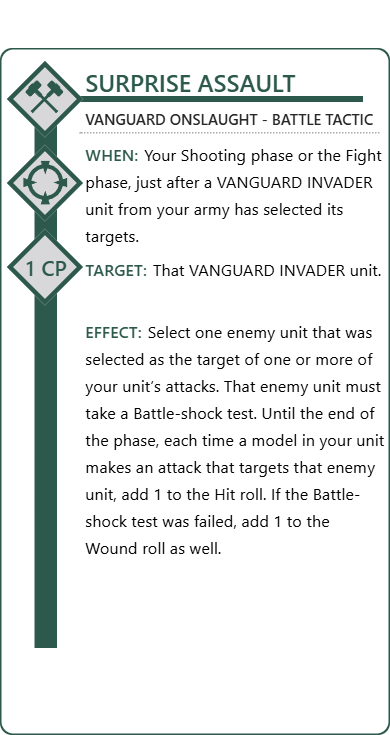 SURPRISE ASSAULT
VANGUARD ONSLAUGHT - BATTLE TACTIC
WHEN: Your Shooting phase or the Fight
phase, just after a VANGUARD INVADER
unit from your army has selected its
targets.
1 CP
TARGET: That VANGUARD INVADER unit.
EFFECT: Select one enemy unit that was
selected as the target of one or more of
your unit's attacks. That enemy unit must
take a Battle-shock test. Until the end of
the phase, each time a model in your unit
makes an attack that targets that enemy
unit, add 1 to the Hit roll. If the Battle-
shock test was failed, add 1 to the
Wound roll as well.